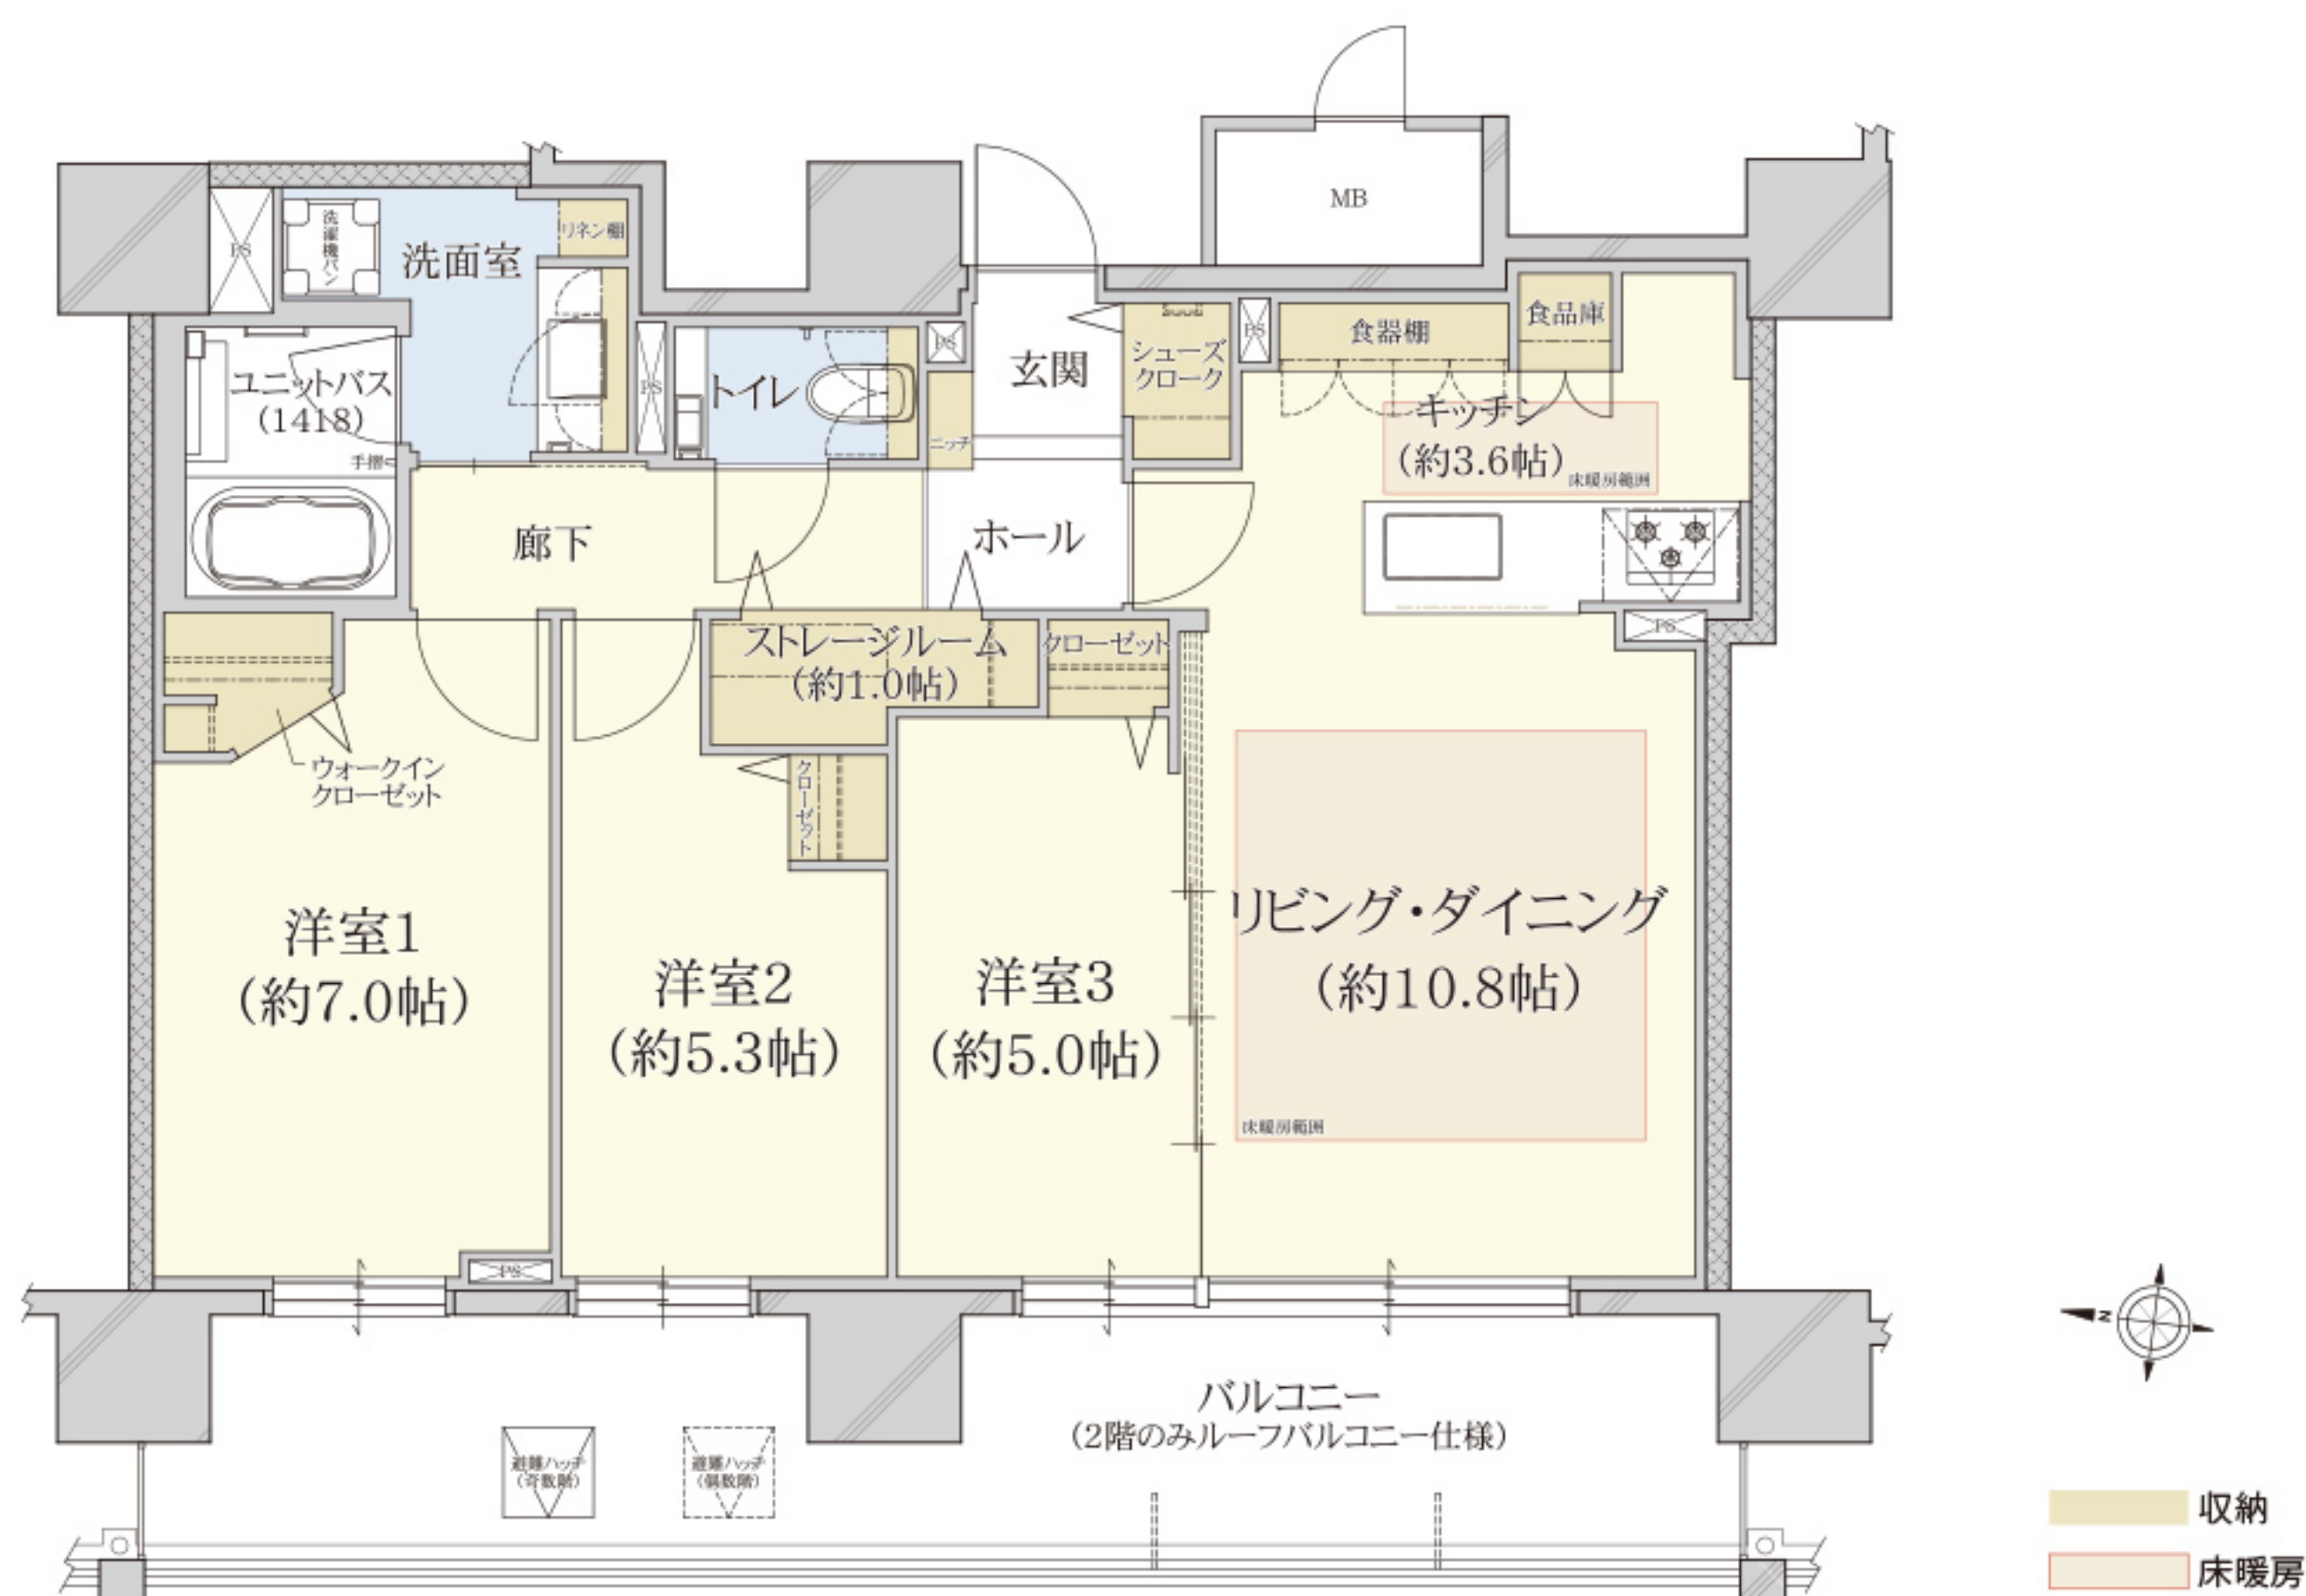 MB
PS
洗濯機パン
洗面室
リネン棚
ユニットバス
(1418)
手摺
PS
トイレ
PS
ニッチ
玄関
シューズ
クローク
PS
食器棚
食品庫
キッチン
(約3.6帖)
床暖房範囲
廊下
ホール
PS
ストレージルーム
(約1.0帖)
クローゼット
ウォークイン
クローゼット
クローゼット
洋室1
(約7.0帖)
洋室2
(約5.3帖)
洋室3
(約5.0帖)
リビング・ダイニング
(約10.8帖)
床暖房範囲
PS
N
バルコニー
(2階のみルーフバルコニー仕様)
避難ハッチ
(奇数階)
避難ハッチ
(偶数階)
収納
床暖房